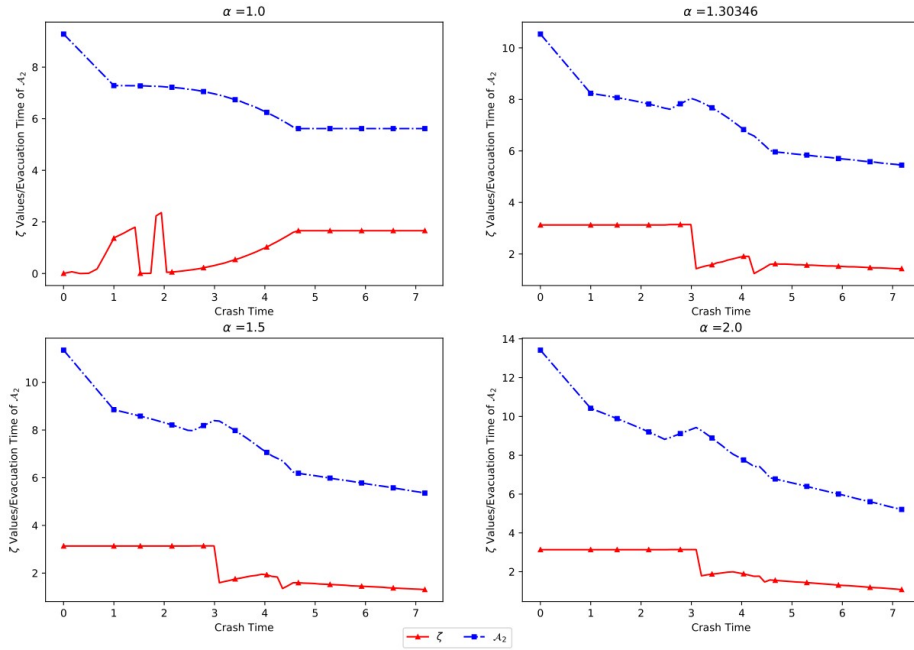 α =1.0
α =1.30346
ζ Values/Evacuation Time of 𝒜₂
8
6
4
2
0
0 1 2 3 4 5 6 7
Crash Time
ζ Values/Evacuation Time of 𝒜₂
10
8
6
4
2
0 1 2 3 4 5 6 7
Crash Time
α =1.5
α =2.0
ζ Values/Evacuation Time of 𝒜₂
10
8
6
4
2
0 1 2 3 4 5 6 7
Crash Time
ζ Values/Evacuation Time of 𝒜₂
14
12
10
8
6
4
2
0 1 2 3 4 5 6 7
Crash Time
ζ 𝒜₂